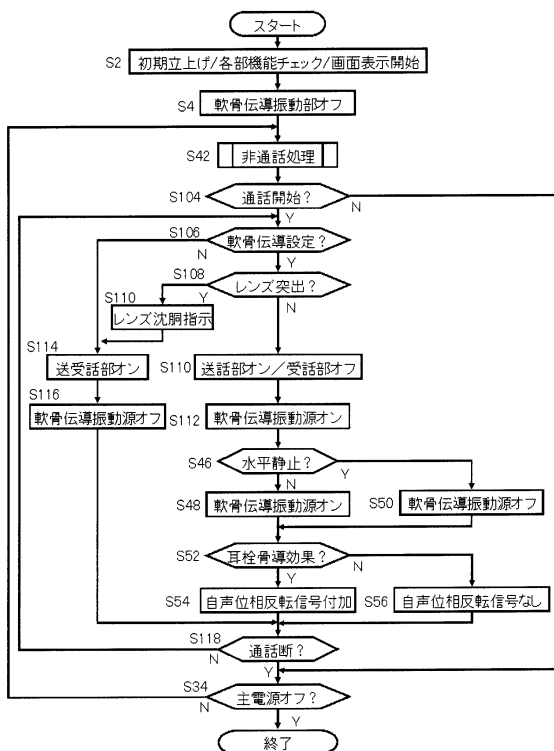 スタート
S2 初期立上げ/各部機能チェック/画面表示開始
S4 軟骨伝導振動部オフ
S42 非通話処理
S104 通話開始？ N
Y
S106 軟骨伝導設定？
N Y
S108 レンズ突出？
Y N
S110 レンズ沈胴指示
S114 送受話部オン
S110 送話部オン／受話部オフ
S116 軟骨伝導振動源オフ
S112 軟骨伝導振動源オン
S46 水平静止？ Y
N
S48 軟骨伝導振動源オン
S50 軟骨伝導振動源オフ
S52 耳栓骨導効果？ N
Y
S54 自声位相反転信号付加
S56 自声位相反転信号なし
S118 通話断？
N Y
S34 主電源オフ？
N Y
終了